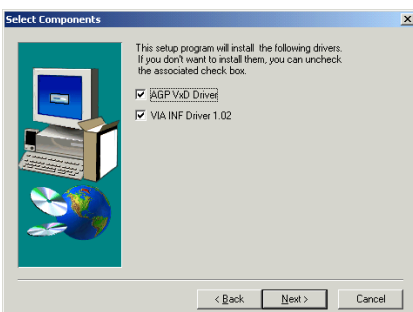 Select Components
This setup program will install the following drivers.
If you don't want to install them, you can uncheck
the associated check box.
AGP VxD Driver
VIA INF Driver 1.02
< Back
Next >
Cancel